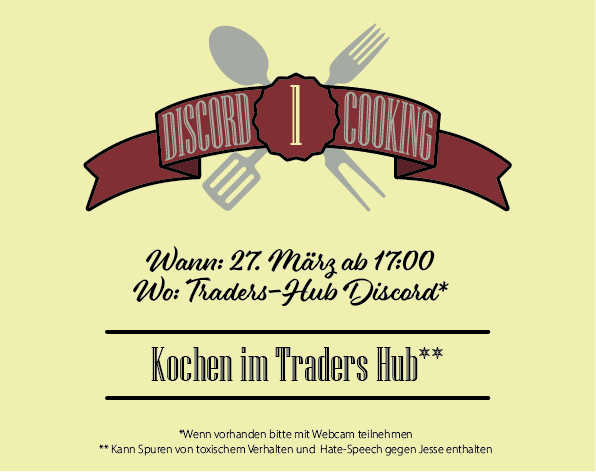 DISCORD 1 COOKING
Wann: 27. März ab 17:00
Wo: Traders-Hub Discord*
Kochen im Traders Hub**
*Wenn vorhanden bitte mit Webcam teilnehmen
** Kann Spuren von toxischem Verhalten und Hate-Speech gegen Jesse enthalten